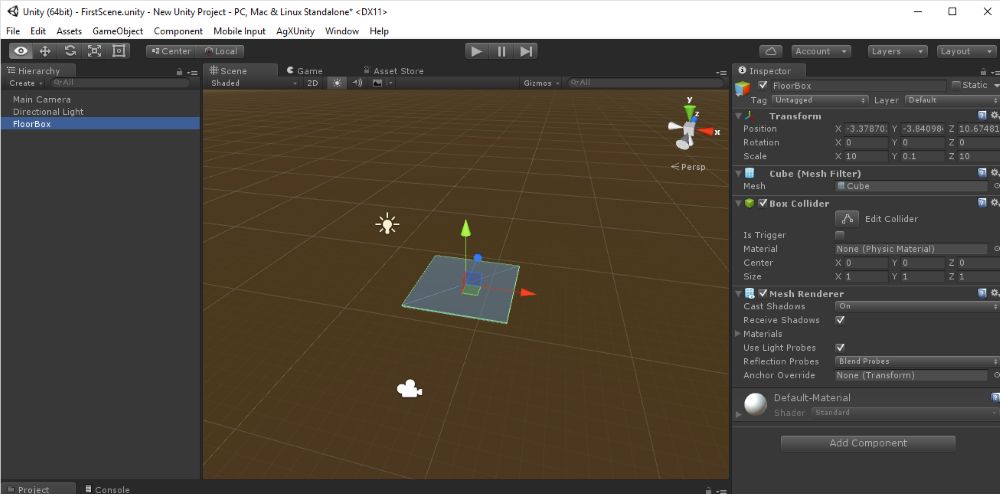 Unity (64bit) - FirstScene.unity - New Unity Project - PC, Mac & Linux Standalone* <DX11>
File Edit Assets GameObject Component Mobile Input AgXUnity Window Help
Center Local Account Layers Layout
Hierarchy
Create All
Main Camera
Directional Light
FloorBox
Scene Game Asset Store
Shaded 2D Gizmos All
y
z
x
Persp
Inspector
FloorBox Static
Tag Untagged Layer Default
Transform
Position X -3.37870 Y -3.84098 Z 10.67481
Rotation X 0 Y 0 Z 0
Scale X 10 Y 0.1 Z 10
Cube (Mesh Filter)
Mesh Cube
Box Collider
Edit Collider
Is Trigger
Material None (Physic Material)
Center X 0 Y 0 Z 0
Size X 1 Y 1 Z 1
Mesh Renderer
Cast Shadows On
Receive Shadows
Materials
Use Light Probes
Reflection Probes Blend Probes
Anchor Override None (Transform)
Default-Material
Shader Standard
Add Component
Project Console